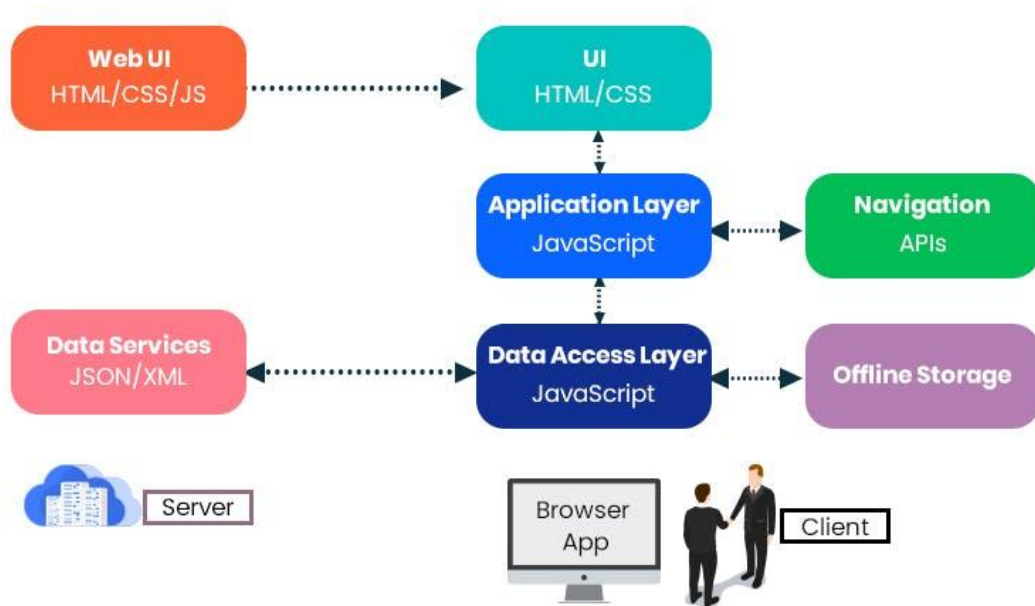 Web UI
HTML/CSS/JS
UI
HTML/CSS
Application Layer
JavaScript
Navigation
APIs
Data Services
JSON/XML
Data Access Layer
JavaScript
Offline Storage
Server
Browser
App
Client